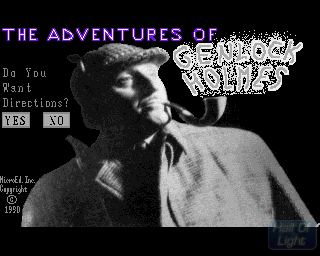 THE ADVENTURES OF
GENLOCK
HOLMES
Do You
Want
Directions?
YES NO
MicroEd, Inc.
Copyright
©
1990
Hall Of
Light